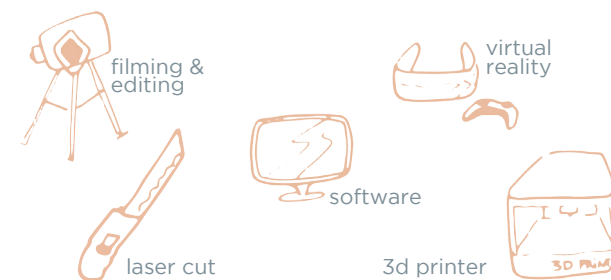 filming &
editing
virtual
reality
software
laser cut
3d printer
3D PRINT